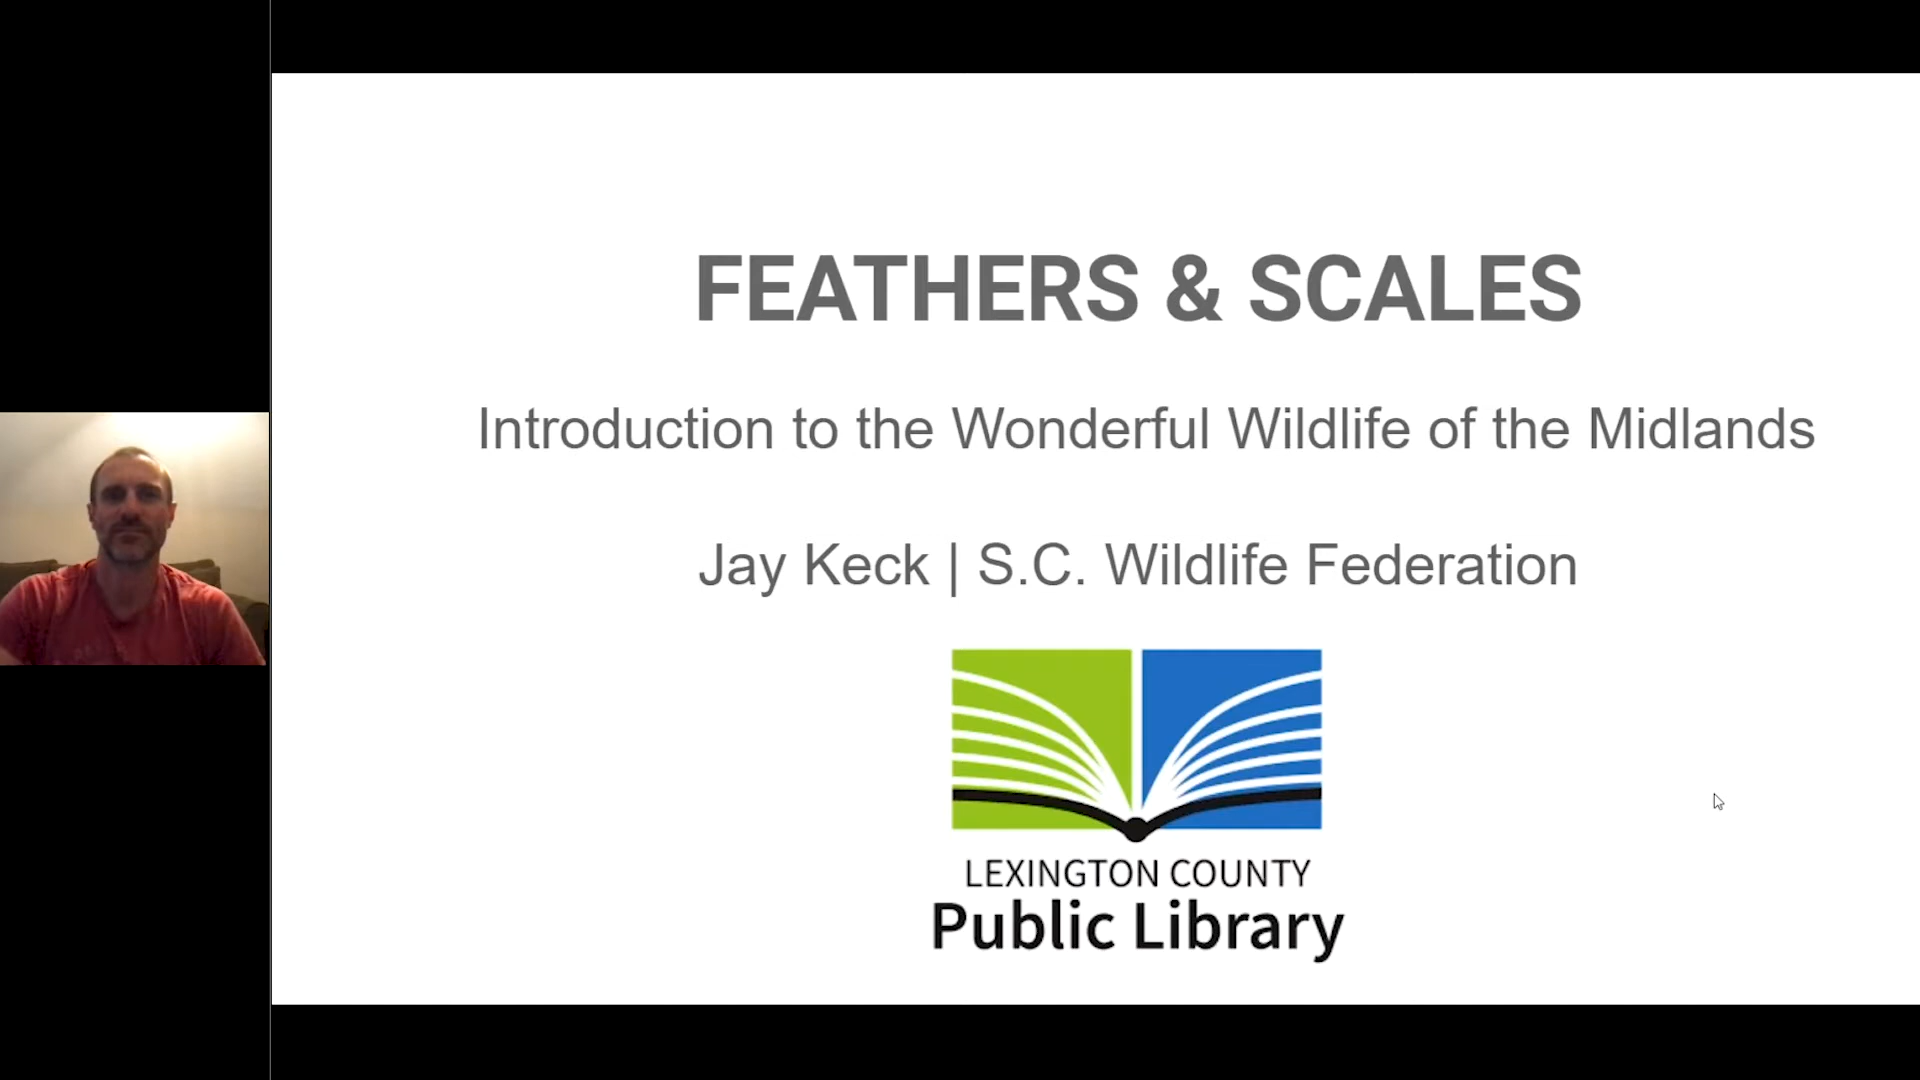 FEATHERS & SCALES
Introduction to the Wonderful Wildlife of the Midlands
Jay Keck | S.C. Wildlife Federation
LEXINGTON COUNTY
Public Library